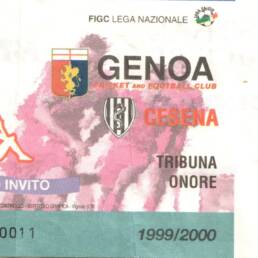 FIGC LEGA NAZIONALE
GENOA
CRICKET AND FOOTBALL CLUB
CESENA
TRIBUNA
ONORE
INVITO
0011
1999/2000